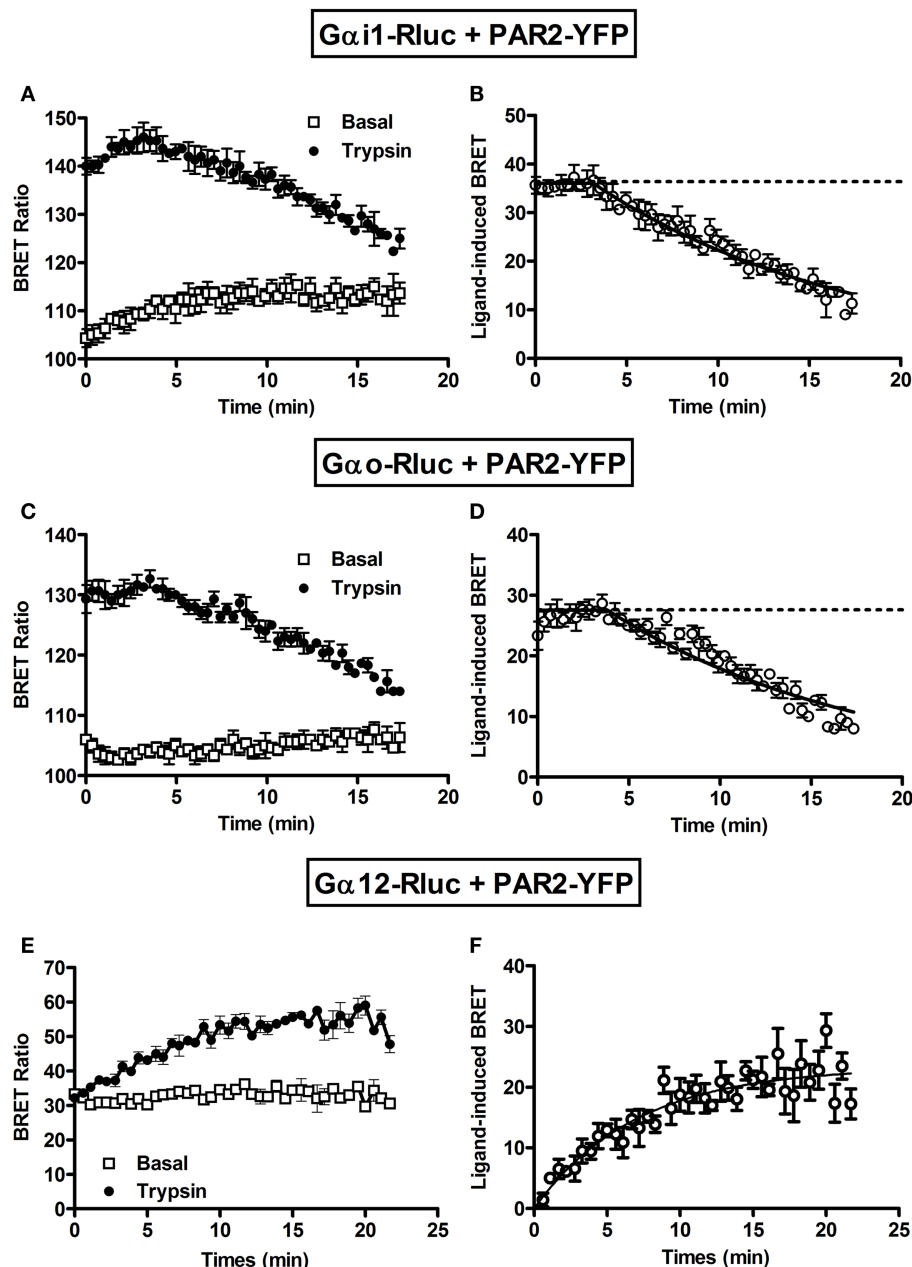 Gαi1-Rluc + PAR2-YFP
A
150
140
130
120
110
100
BRET Ratio
Basal
Trypsin
0
5
10
15
20
Time (min)
B
50
40
30
20
10
0
Ligand-induced BRET
0
5
10
15
20
Time (min)
Gαo-Rluc + PAR2-YFP
C
140
130
120
110
100
BRET Ratio
Basal
Trypsin
0
5
10
15
20
Time (min)
D
40
30
20
10
0
Ligand-induced BRET
0
5
10
15
20
Time (min)
Gα12-Rluc + PAR2-YFP
E
70
60
50
40
30
20
10
0
BRET Ratio
Basal
Trypsin
0
5
10
15
20
25
Times (min)
F
40
30
20
10
0
Ligand-induced BRET
0
5
10
15
20
25
Times (min)